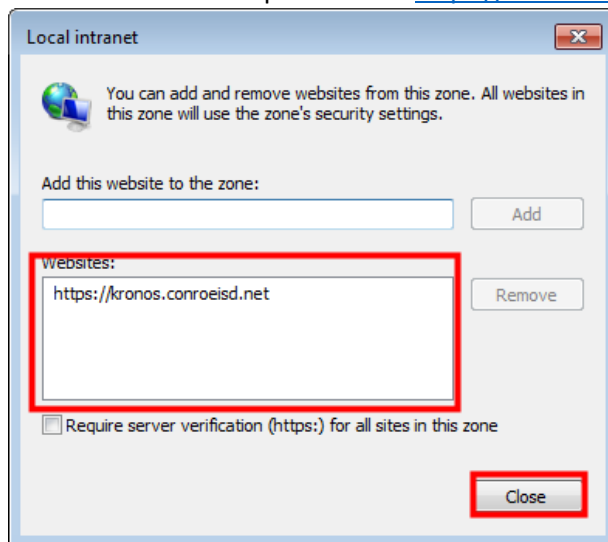 Local intranet
You can add and remove websites from this zone. All websites in
this zone will use the zone's security settings.
Add this website to the zone:
Add
Websites:
https://kronos.conroeisd.net
Remove
Require server verification (https:) for all sites in this zone
Close